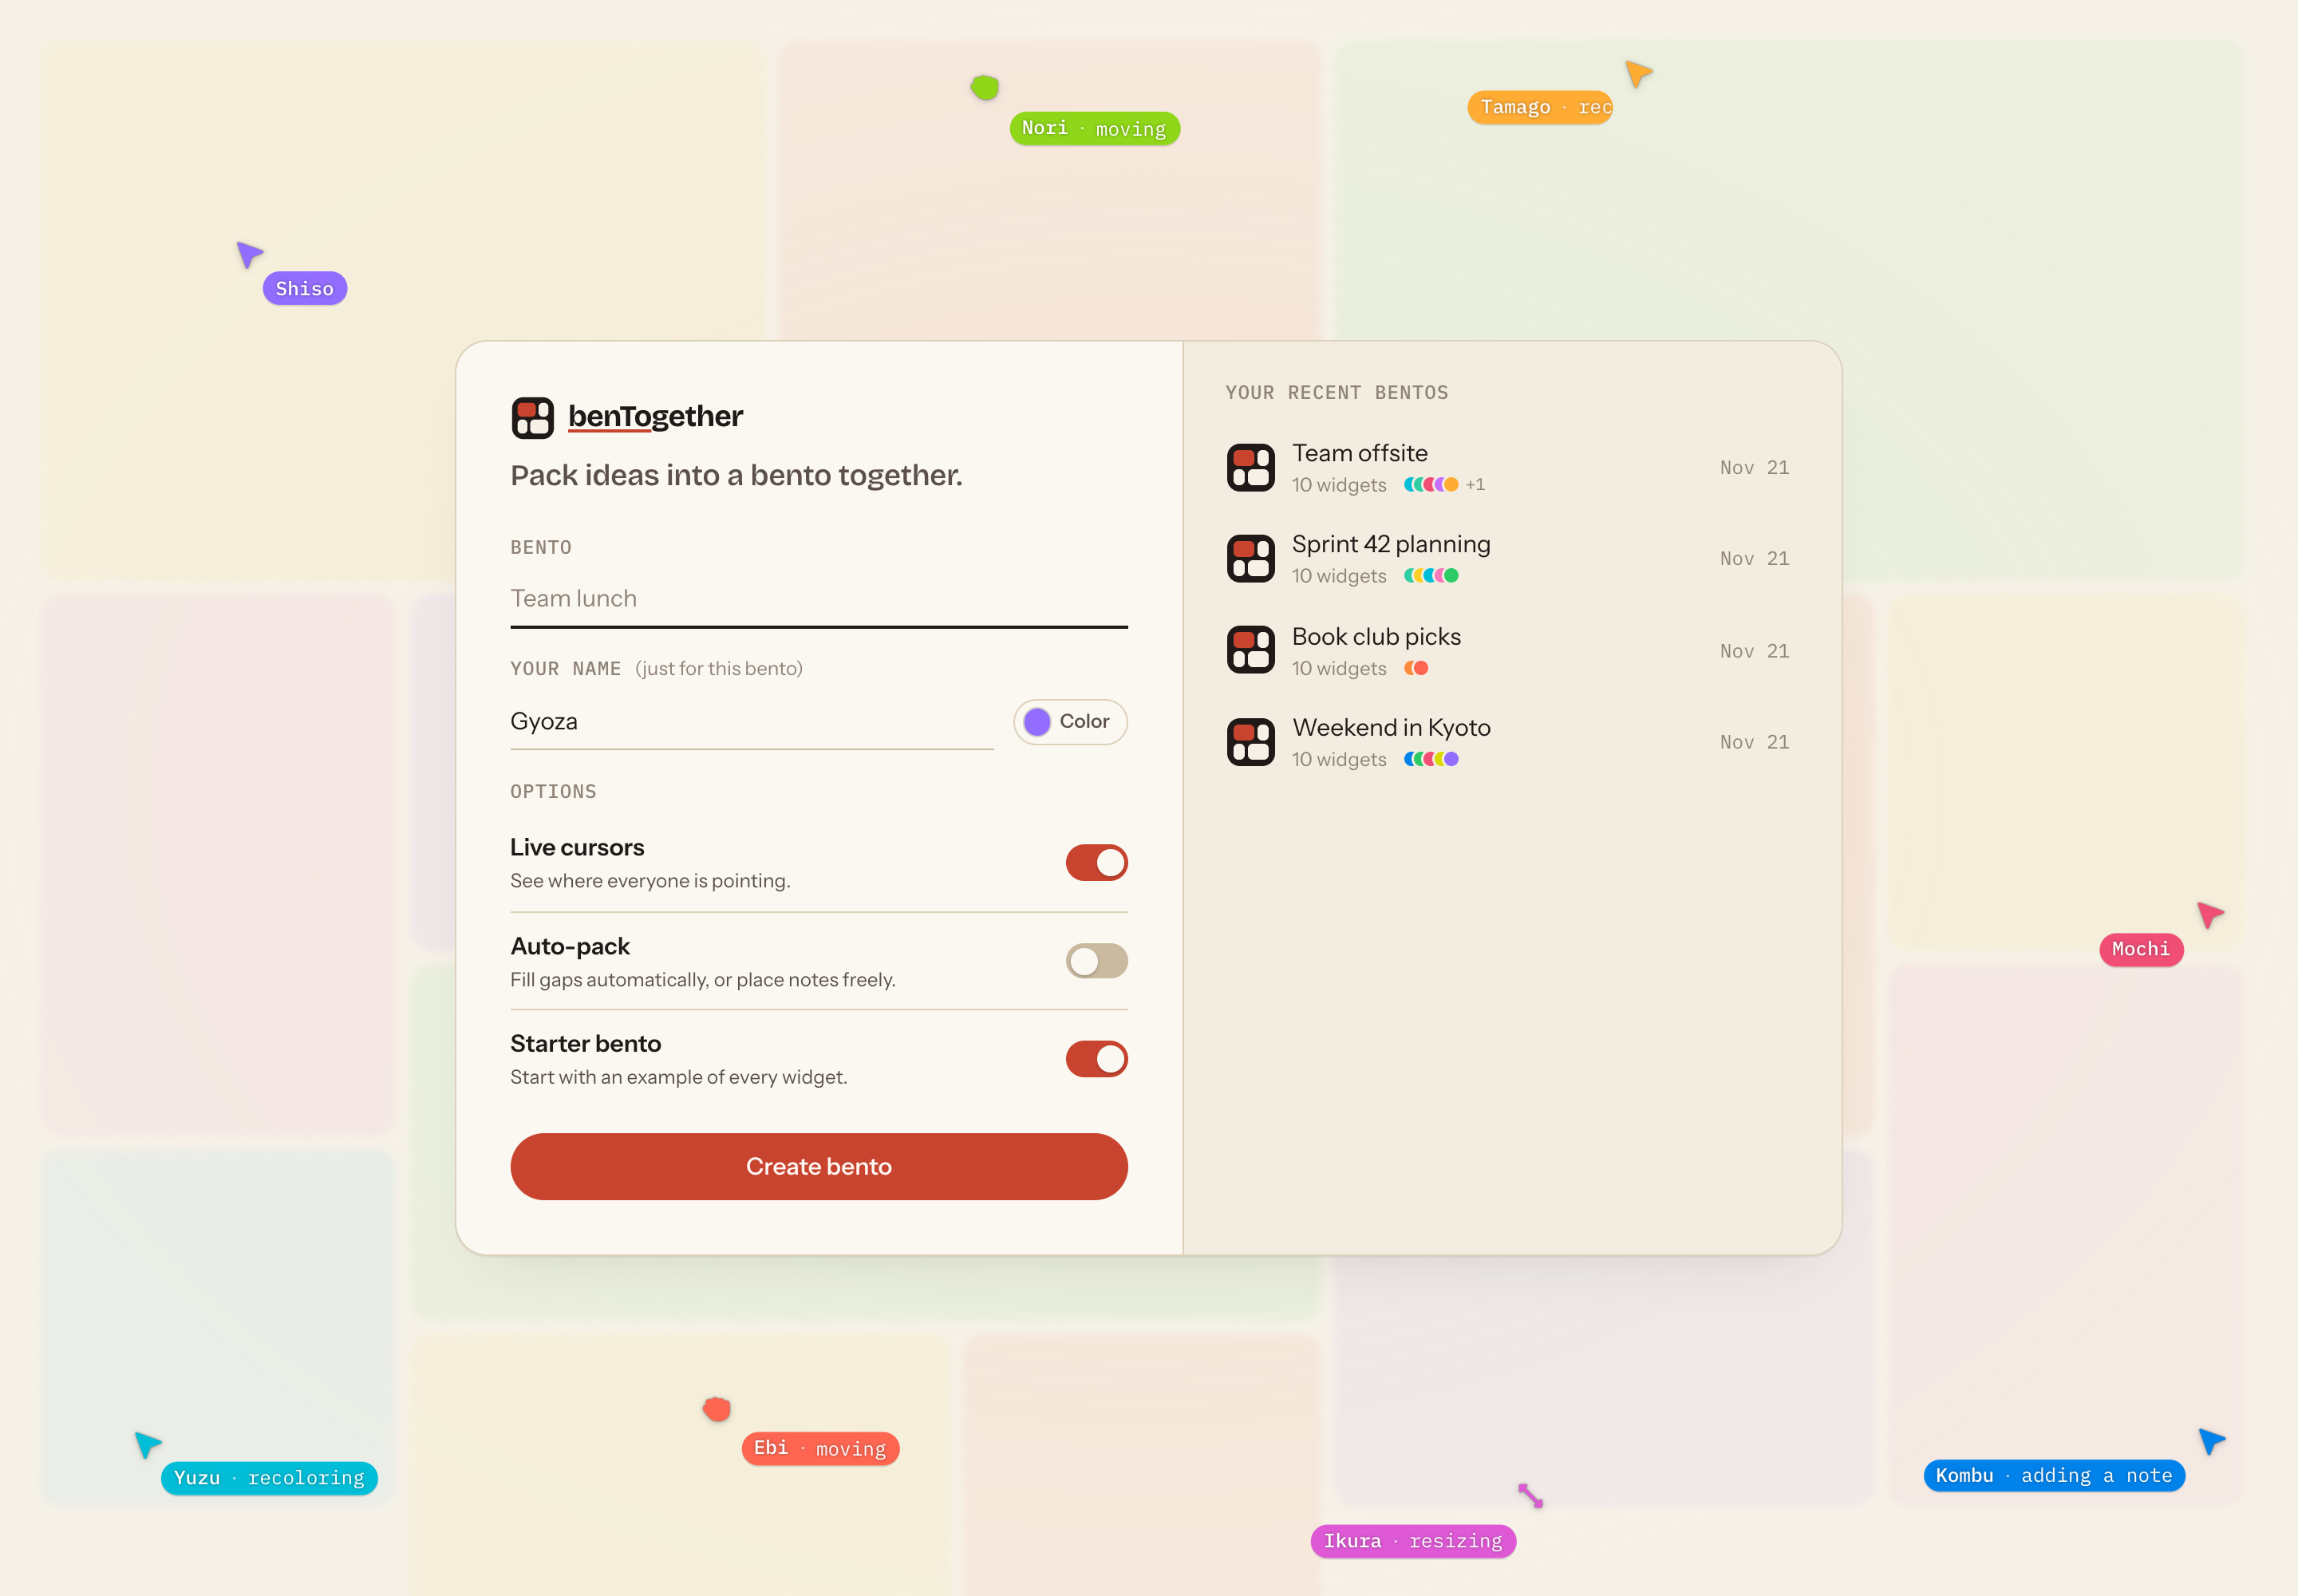 Nori · moving
Tamago · rec
Shiso
benTogether
Pack ideas into a bento together.
BENTO
Team lunch
YOUR NAME (just for this bento)
Gyoza
Color
OPTIONS
Live cursors
See where everyone is pointing.
Auto-pack
Fill gaps automatically, or place notes freely.
Starter bento
Start with an example of every widget.
Create bento
YOUR RECENT BENTOS
Team offsite
Nov 21
10 widgets +1
Sprint 42 planning
Nov 21
10 widgets
Book club picks
Nov 21
10 widgets
Weekend in Kyoto
Nov 21
10 widgets
Mochi
Ebi · moving
Yuzu · recoloring
Kombu · adding a note
Ikura · resizing